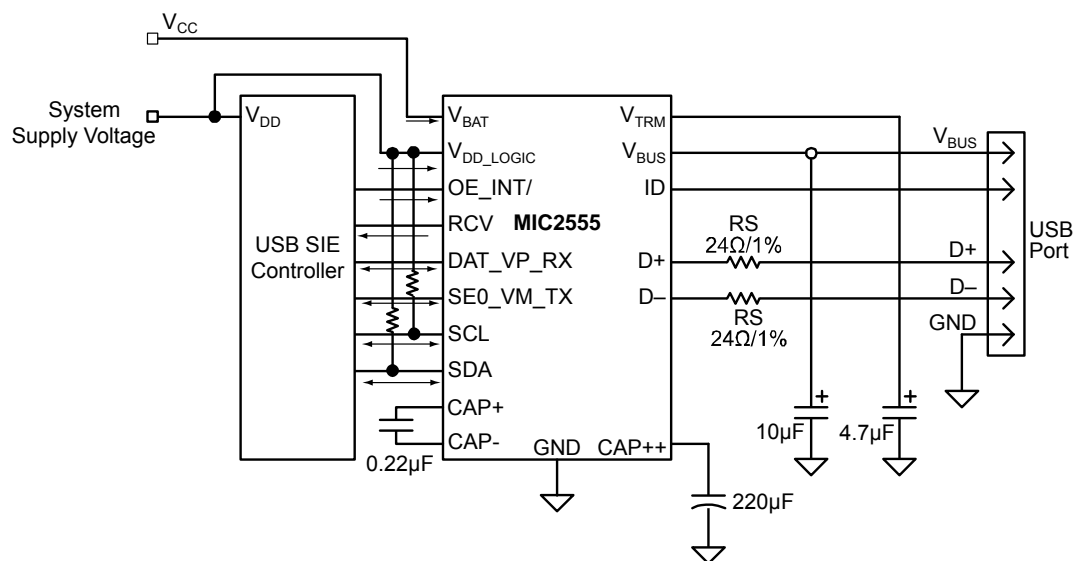 VCC
System
Supply Voltage
VDD
USB SIE
Controller
VBAT
VDD_LOGIC
OE_INT/
RCV
MIC2555
DAT_VP_RX
SE0_VM_TX
SCL
SDA
CAP+
CAP-
0.22µF
GND
CAP++
VTRM
VBUS
ID
D+
D–
RS
24Ω/1%
RS
24Ω/1%
VBUS
D+
D–
GND
USB
Port
10µF
+
4.7µF
+
220µF